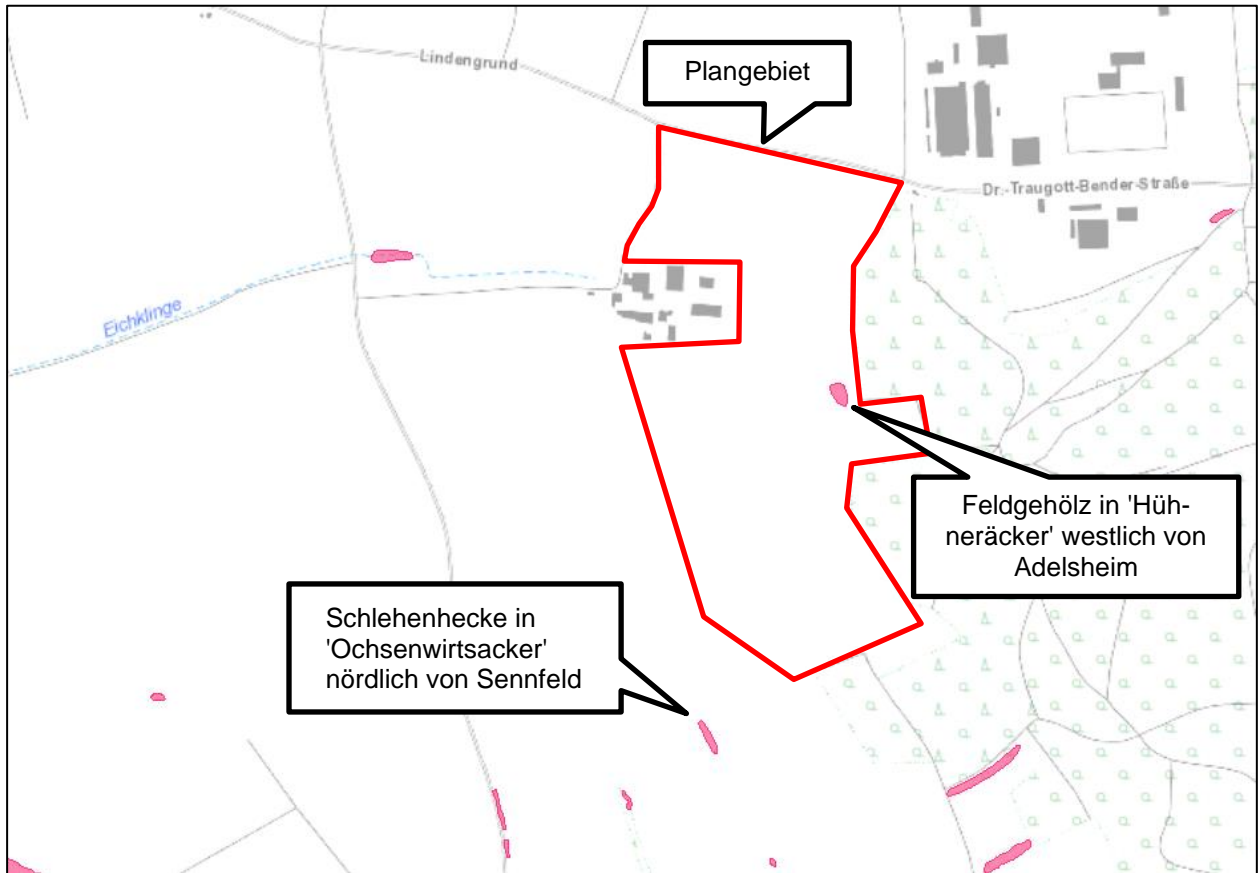 Lindengrund
Plangebiet
Dr.-Traugott-Bender-Straße
Eichklinge
Feldgehölz in 'Hüh-
neräcker' westlich von
Adelsheim
Schlehenhecke in
'Ochsenwirtsacker'
nördlich von Sennfeld